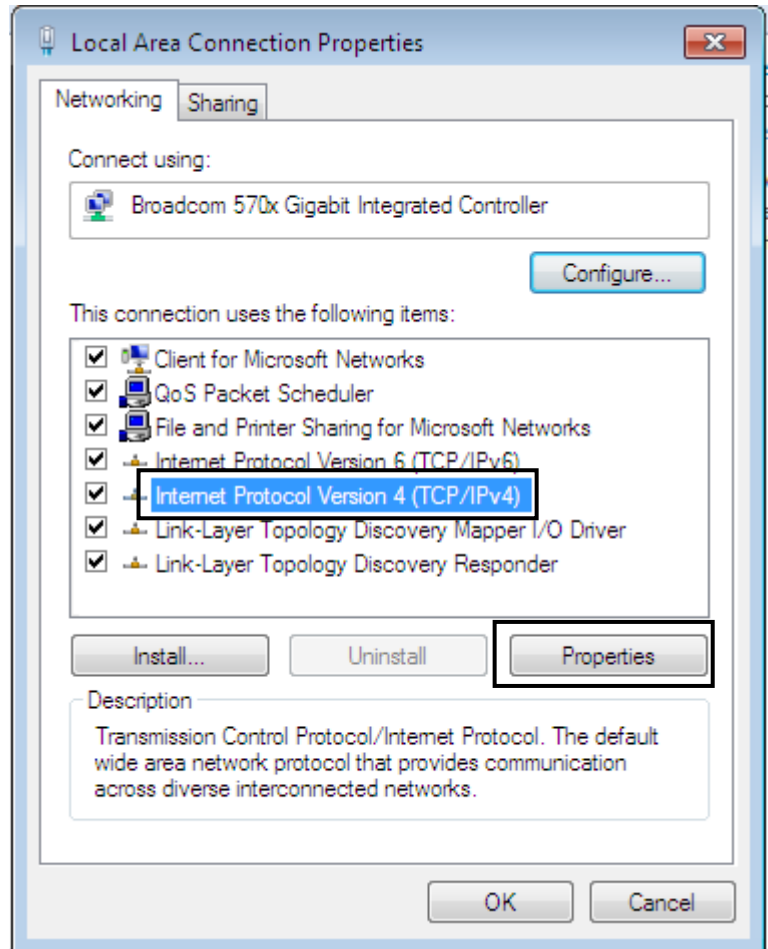 Local Area Connection Properties
Networking
Sharing
Connect using:
Broadcom 570x Gigabit Integrated Controller
Configure...
This connection uses the following items:
Client for Microsoft Networks
QoS Packet Scheduler
File and Printer Sharing for Microsoft Networks
Internet Protocol Version 6 (TCP/IPv6)
Internet Protocol Version 4 (TCP/IPv4)
Link-Layer Topology Discovery Mapper I/O Driver
Link-Layer Topology Discovery Responder
Install...
Uninstall
Properties
Description
Transmission Control Protocol/Internet Protocol. The default
wide area network protocol that provides communication
across diverse interconnected networks.
OK
Cancel